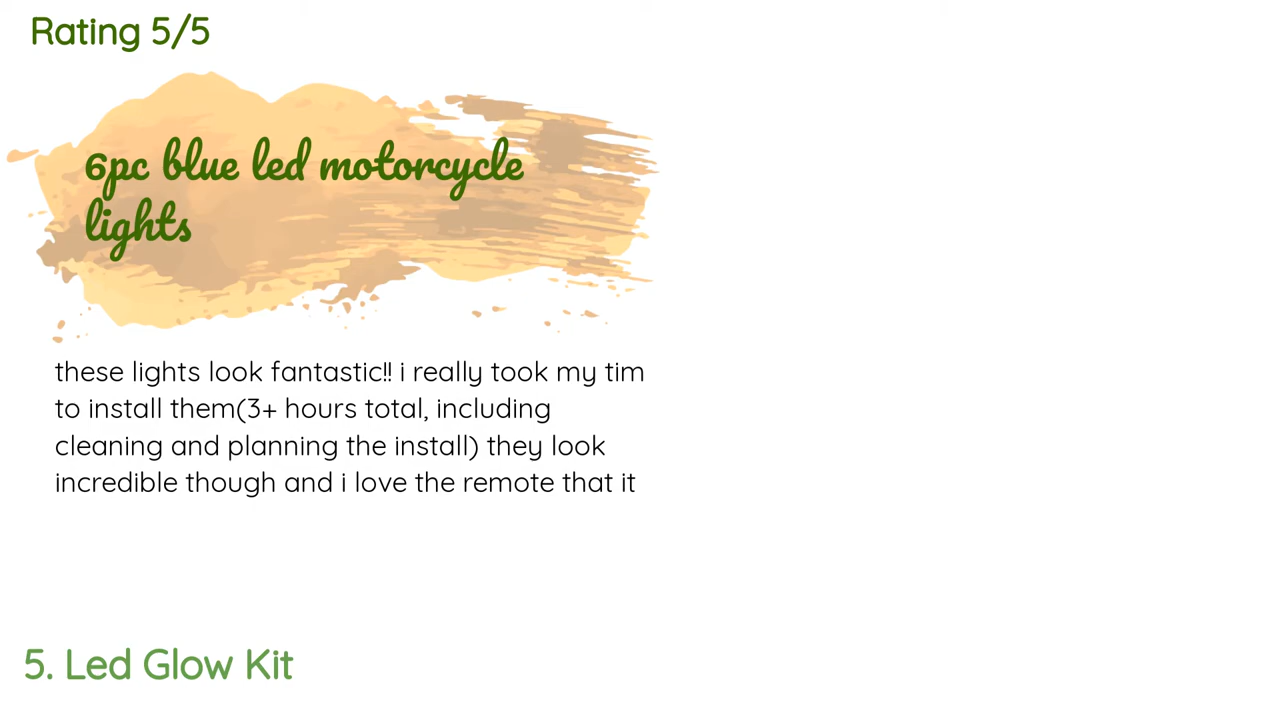 Rating 5/5
6pc blue led motorcycle
lights
these lights look fantastic!! i really took my tim
to install them(3+ hours total, including
cleaning and planning the install) they look
incredible though and i love the remote that it
5. Led Glow Kit